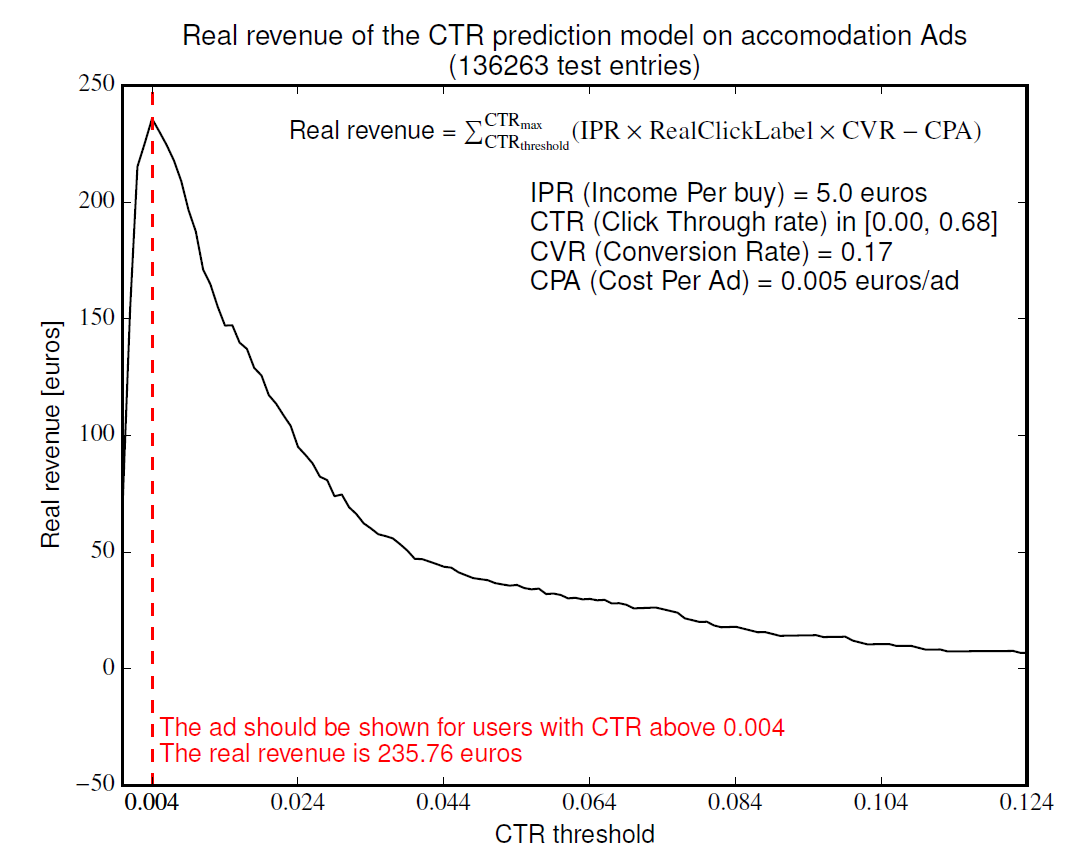 Real revenue of the CTR prediction model on accomodation Ads
(136263 test entries)
Real revenue = ∑_{CTR_threshold}^{CTR_max}(IPR × RealClickLabel × CVR − CPA)
IPR (Income Per buy) = 5.0 euros
CTR (Click Through rate) in [0.00, 0.68]
CVR (Conversion Rate) = 0.17
CPA (Cost Per Ad) = 0.005 euros/ad
Real revenue [euros]
250
200
150
100
50
0
−50
The ad should be shown for users with CTR above 0.004
The real revenue is 235.76 euros
0.004 0.024 0.044 0.064 0.084 0.104 0.124
CTR threshold